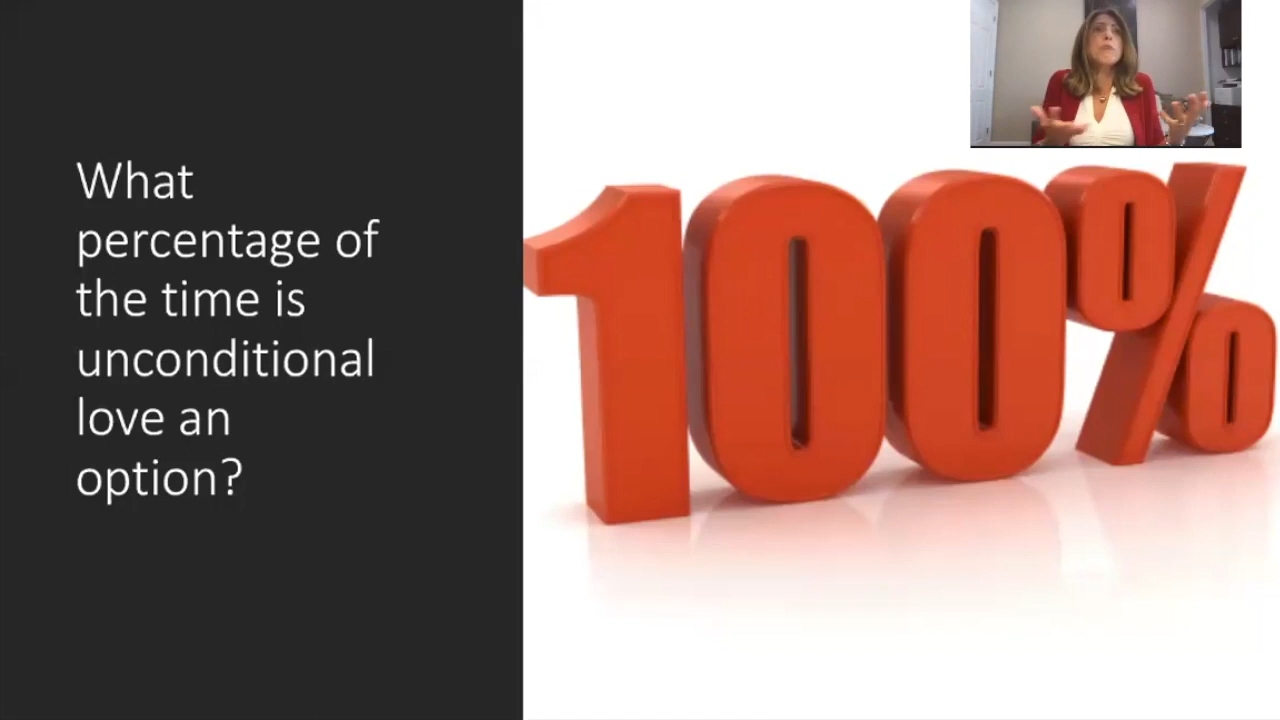 What
percentage of
the time is
unconditional
love an
option?
100%